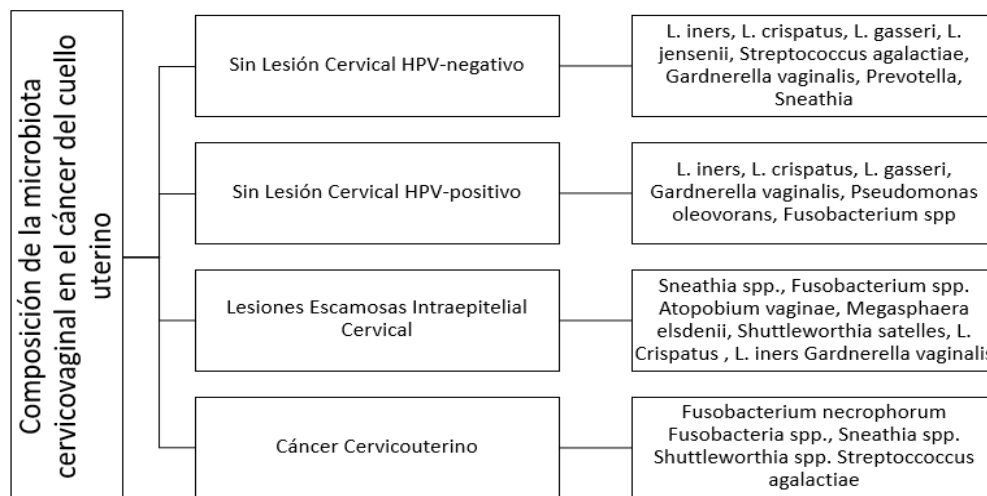 Composición de la microbiota
cervicovaginal en el cáncer del cuello
uterino
Sin Lesión Cervical HPV-negativo
L. iners, L. crispatus, L. gasseri, L.
jensenii, Streptococcus agalactiae,
Gardnerella vaginalis, Prevotella,
Sneathia
Sin Lesión Cervical HPV-positivo
L. iners, L. crispatus, L. gasseri,
Gardnerella vaginalis, Pseudomonas
oleovorans, Fusobacterium spp
Lesiones Escamosas Intraepitelial
Cervical
Sneathia spp., Fusobacterium spp.
Atopobium vaginae, Megasphaera
elsdenii, Shuttleworthia satelles, L.
Crispatus , L. iners Gardnerella vaginalis
Cáncer Cervicouterino
Fusobacterium necrophorum
Fusobacteria spp., Sneathia spp.
Shuttleworthia spp. Streptoccoccus
agalactiae